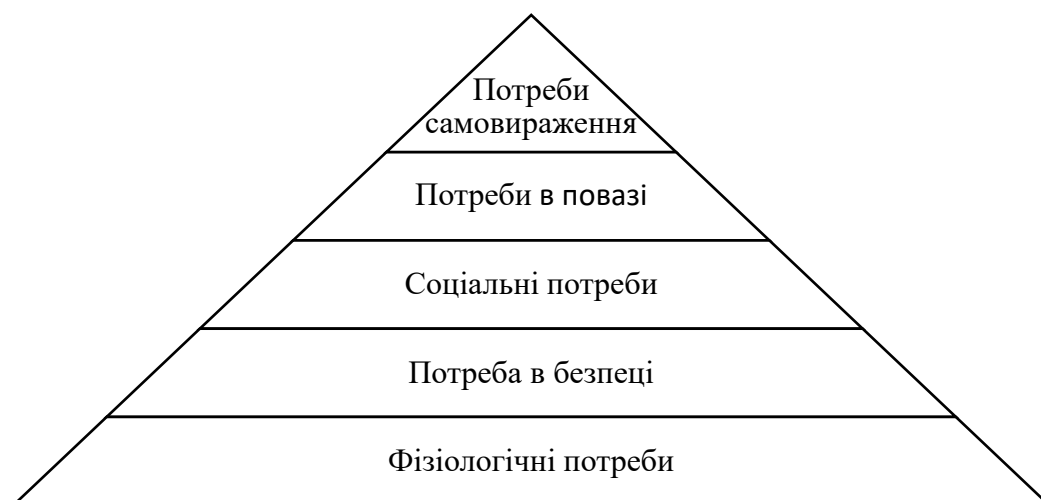 Потреби
самовираження
Потреби в повазі
Соціальні потреби
Потреба в безпеці
Фізіологічні потреби